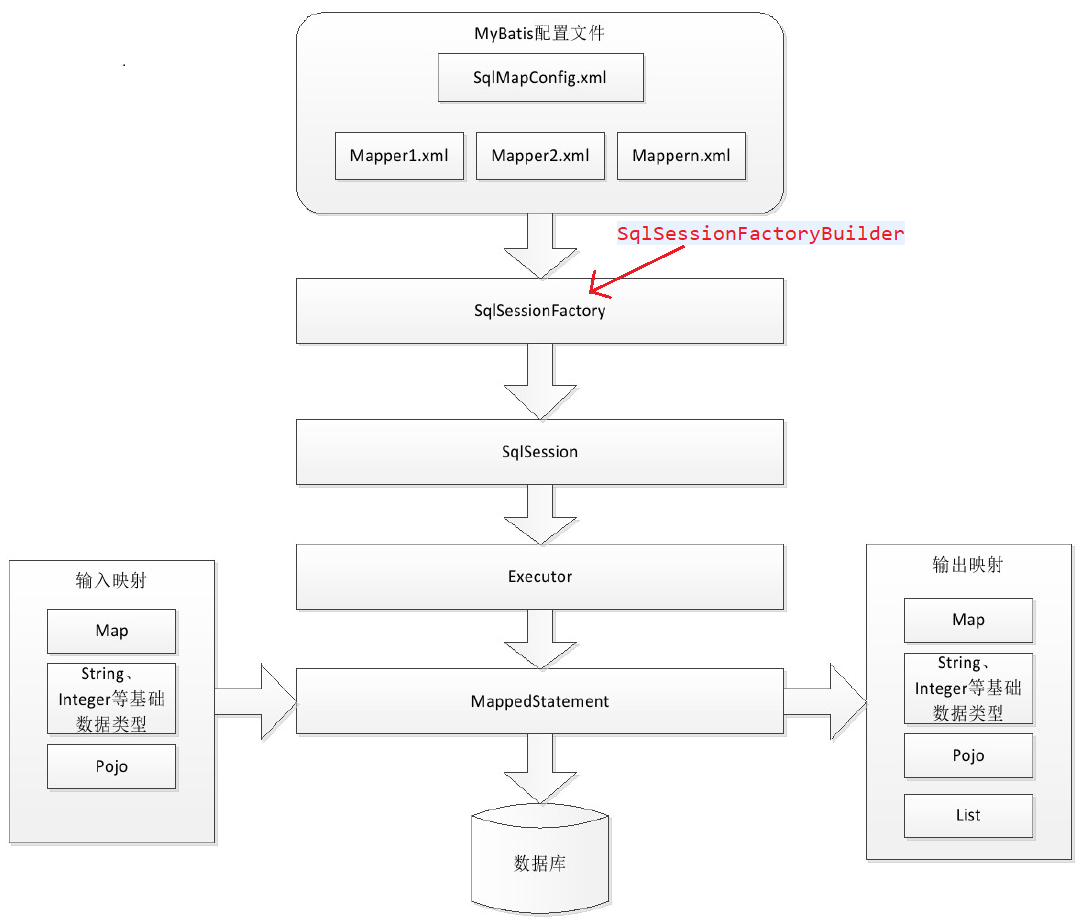 MyBatis配置文件
SqlMapConfig.xml
Mapper1.xml
Mapper2.xml
Mappern.xml
SqlSessionFactoryBuilder
SqlSessionFactory
SqlSession
Executor
输入映射
Map
String、
Integer等基础
数据类型
Pojo
MappedStatement
输出映射
Map
String、
Integer等基础
数据类型
Pojo
List
数据库